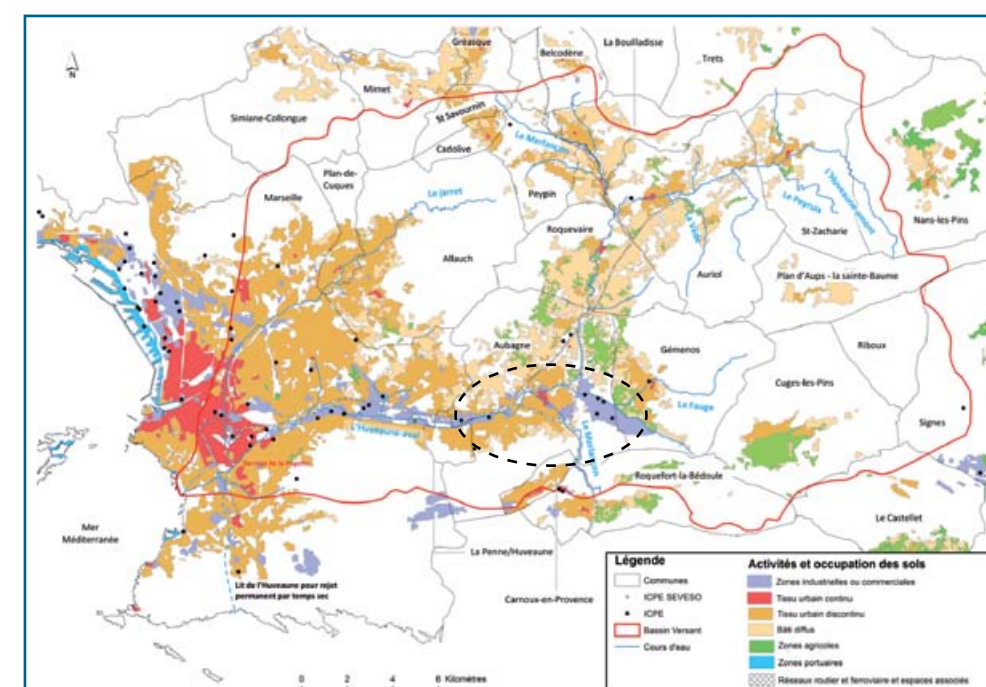 N
Gréasque
Belcodène
La Bouilladisse
Trets
Mimet
Simiane-Collongue
St Savournin
Cadolive
Le Merlançon
Plan-de-
Cuques
Marseille
Le Jarret
Peypin
L'Huveaune-amont
Le Peyruis
Nans-les-Pins
Roquevaire
La Vède
St-Zacharie
Allauch
Auriol
Plan d'Aups - la sainte-Baume
Aubagne
Gémenos
Riboux
Cuges-les-Pins
La Fauge
Signes
L'Huveaune-aval
Le Merlançon
Roquefort-la-Bédoule
Mer
Méditerranée
Le Castellet
La Penne/Huveaune
Carnoux-en-Provence
Lit de l'Huveaune pour rejet
permanent par temps sec
0 2 4 6 Kilomètres
Légende
Communes
ICPE SEVESO
ICPE
Bassin Versant
Cours d'eau
Activités et occupation des sols
Zones industrielles ou commerciales
Tissu urbain continu
Tissu urbain discontinu
Bâti diffus
Zones agricoles
Zones portuaires
Réseaux routier et ferroviaire et espaces associés